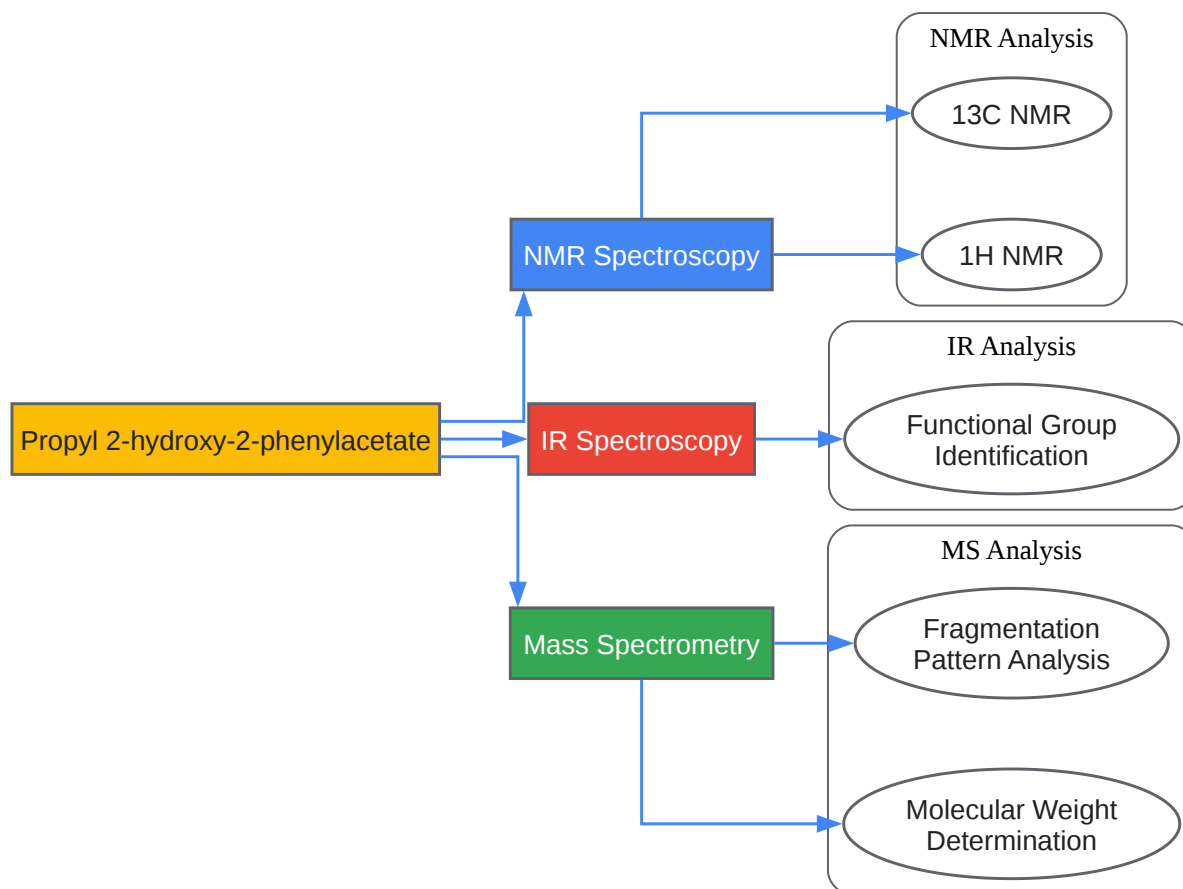 NMR Analysis
13C NMR
NMR Spectroscopy
1H NMR
IR Analysis
Propyl 2-hydroxy-2-phenylacetate
IR Spectroscopy
Functional Group
Identification
MS Analysis
Mass Spectrometry
Fragmentation
Pattern Analysis
Molecular Weight
Determination